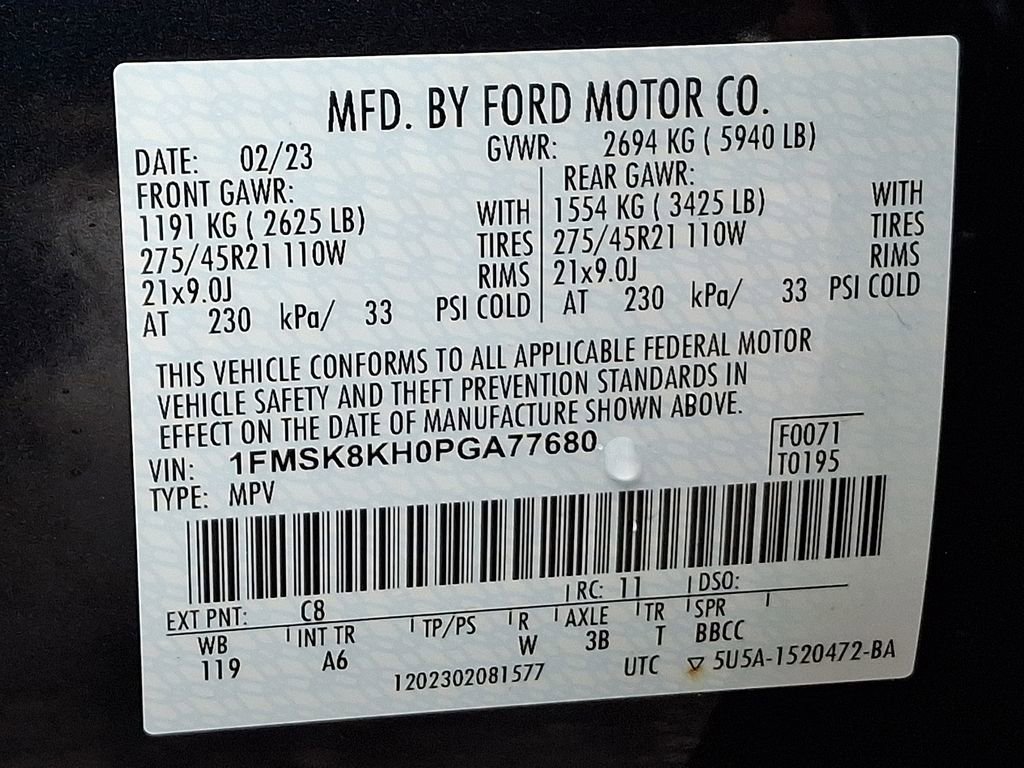 MFD. BY FORD MOTOR CO.
DATE: 02/23 GVWR: 2694 KG ( 5940 LB)
FRONT GAWR: REAR GAWR:
1191 KG ( 2625 LB) WITH 1554 KG ( 3425 LB) WITH
275/45R21 110W TIRES 275/45R21 110W TIRES
21x9.0J RIMS 21x9.0J RIMS
AT 230 kPa/ 33 PSI COLD AT 230 kPa/ 33 PSI COLD
THIS VEHICLE CONFORMS TO ALL APPLICABLE FEDERAL MOTOR
VEHICLE SAFETY AND THEFT PREVENTION STANDARDS IN
EFFECT ON THE DATE OF MANUFACTURE SHOWN ABOVE.
VIN: 1FMSK8KH0PGA77680 F0071
TYPE: MPV T0195
EXT PNT: C8 RC: 11 DSO:
WB INT TR TP/PS R AXLE TR SPR
119 A6 W 3B T BBCC
1202302081577 UTC ▽ 5U5A-1520472-BA